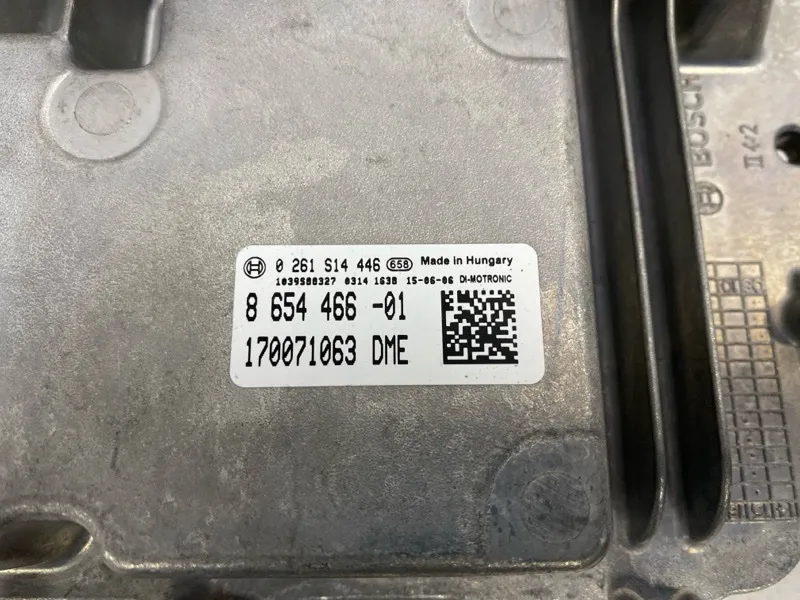 0 261 S14 446 658 Made in Hungary
1039S88327 0314 1638 15-06-06 DI-MOTRONIC
8 654 466 -01
170071063 DME
BOSCH